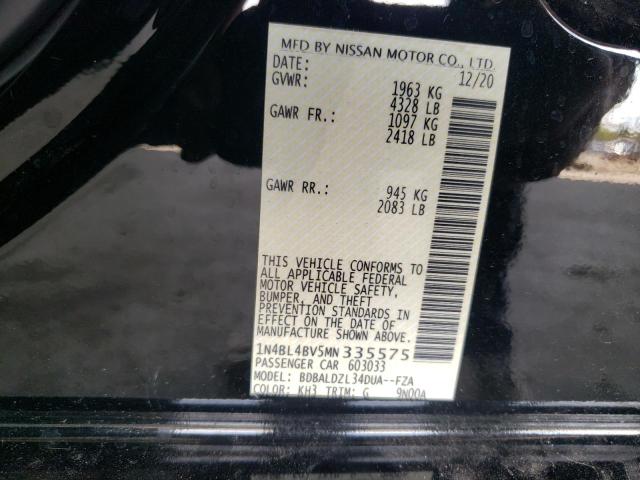 MFD BY NISSAN MOTOR CO., LTD.
DATE: 12/20
GVWR: 1963 KG
4328 LB
GAWR FR.: 1097 KG
2418 LB
GAWR RR.: 945 KG
2083 LB
THIS VEHICLE CONFORMS TO
ALL APPLICABLE FEDERAL
MOTOR VEHICLE SAFETY,
BUMPER, AND THEFT
PREVENTION STANDARDS IN
EFFECT ON THE DATE OF
MANUFACTURE SHOWN ABOVE.
1N4BL4BV5MN335575
PASSENGER CAR 603033
MODEL: BDBALDZL34DUA--FZA
COLOR: KH3 TRIM: G 9N00A